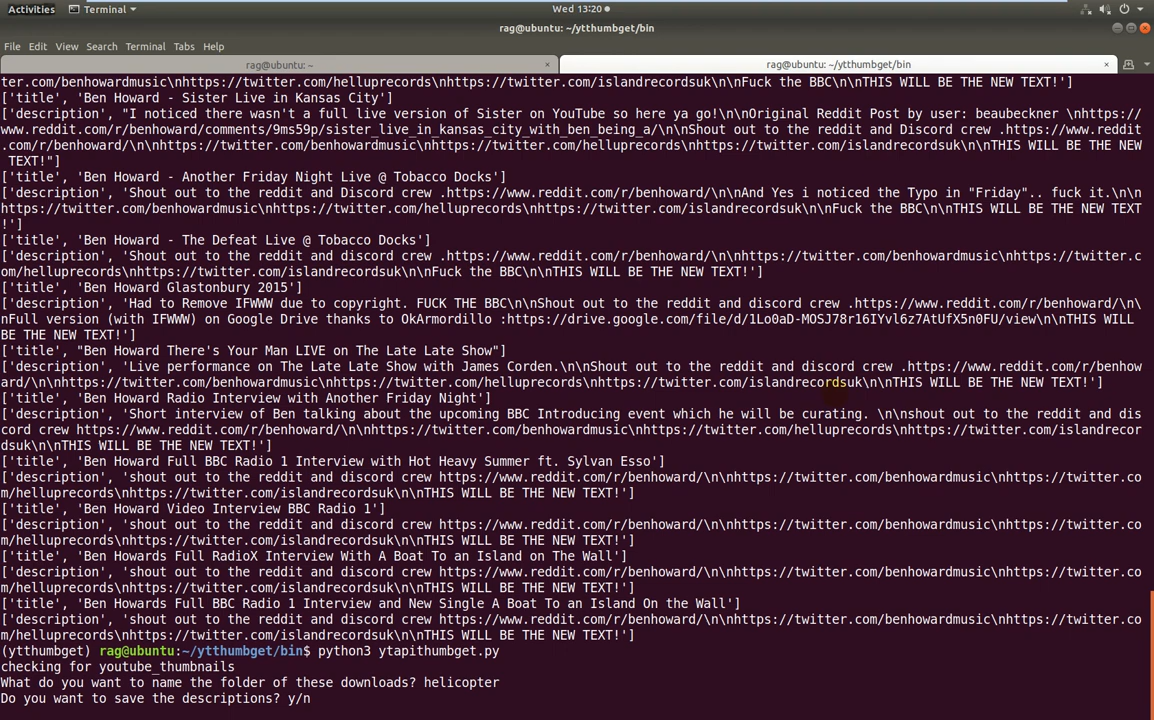 Activities Terminal Wed 13:20
rag@ubuntu: ~/ytthumbget/bin
File Edit View Search Terminal Tabs Help
rag@ubuntu: ~ × rag@ubuntu: ~/ytthumbget/bin ×
ter.com/benhowardmusic\nhttps://twitter.com/helluprecords\nhttps://twitter.com/islandrecordsuk\n\nFuck the BBC\n\nTHIS WILL BE THE NEW TEXT!']
['title', 'Ben Howard - Sister Live in Kansas City']
['description', "I noticed there wasn't a full live version of Sister on YouTube so here ya go!\n\nOriginal Reddit Post by user: beaubeckner \nhttps://
www.reddit.com/r/benhoward/comments/9ms59p/sister_live_in_kansas_city_with_ben_being_a/\n\nShout out to the reddit and Discord crew .https://www.reddit
.com/r/benhoward/\n\nhttps://twitter.com/benhowardmusic\nhttps://twitter.com/helluprecords\nhttps://twitter.com/islandrecordsuk\n\nTHIS WILL BE THE NEW
 TEXT!"]
['title', 'Ben Howard - Another Friday Night Live @ Tobacco Docks']
['description', 'Shout out to the reddit and Discord crew .https://www.reddit.com/r/benhoward/\n\nAnd Yes i noticed the Typo in "Friday".. fuck it.\n\n
https://twitter.com/benhowardmusic\nhttps://twitter.com/helluprecords\nhttps://twitter.com/islandrecordsuk\n\nFuck the BBC\n\nTHIS WILL BE THE NEW TEXT
!']
['title', 'Ben Howard - The Defeat Live @ Tobacco Docks']
['description', 'Shout out to the reddit and Discord crew .https://www.reddit.com/r/benhoward/\n\nhttps://twitter.com/benhowardmusic\nhttps://twitter.c
om/helluprecords\nhttps://twitter.com/islandrecordsuk\n\nFuck the BBC\n\nTHIS WILL BE THE NEW TEXT!']
['title', 'Ben Howard Glastonbury 2015']
['description', 'Had to Remove IFWWW due to copyright. FUCK THE BBC\n\nShout out to the reddit and discord crew .https://www.reddit.com/r/benhoward/\n\
nFull version (with IFWWW) on Google Drive thanks to OkArmordillo :https://drive.google.com/file/d/1Lo0aD-MOSJ78r16IYvl6z7AtUfX5n0FU/view\n\nTHIS WILL
BE THE NEW TEXT!']
['title', "Ben Howard There's Your Man LIVE on The Late Late Show"]
['description', 'Live performance on The Late Late Show with James Corden.\n\nShout out to the reddit and discord crew .https://www.reddit.com/r/benhow
ard/\n\nhttps://twitter.com/benhowardmusic\nhttps://twitter.com/helluprecords\nhttps://twitter.com/islandrecordsuk\n\nTHIS WILL BE THE NEW TEXT!']
['title', 'Ben Howard Radio Interview with Another Friday Night']
['description', 'Short interview of Ben talking about the upcoming BBC Introducing event which he will be curating. \n\nshout out to the reddit and dis
cord crew https://www.reddit.com/r/benhoward/\n\nhttps://twitter.com/benhowardmusic\nhttps://twitter.com/helluprecords\nhttps://twitter.com/islandrecor
dsuk\n\nTHIS WILL BE THE NEW TEXT!']
['title', 'Ben Howard Full BBC Radio 1 Interview with Hot Heavy Summer ft. Sylvan Esso']
['description', 'shout out to the reddit and discord crew https://www.reddit.com/r/benhoward/\n\nhttps://twitter.com/benhowardmusic\nhttps://twitter.co
m/helluprecords\nhttps://twitter.com/islandrecordsuk\n\nTHIS WILL BE THE NEW TEXT!']
['title', 'Ben Howard Video Interview BBC Radio 1']
['description', 'shout out to the reddit and discord crew https://www.reddit.com/r/benhoward/\n\nhttps://twitter.com/benhowardmusic\nhttps://twitter.co
m/helluprecords\nhttps://twitter.com/islandrecordsuk\n\nTHIS WILL BE THE NEW TEXT!']
['title', 'Ben Howards Full RadioX Interview With A Boat To an Island on The Wall']
['description', 'shout out to the reddit and discord crew https://www.reddit.com/r/benhoward/\n\nhttps://twitter.com/benhowardmusic\nhttps://twitter.co
m/helluprecords\nhttps://twitter.com/islandrecordsuk\n\nTHIS WILL BE THE NEW TEXT!']
['title', 'Ben Howards Full BBC Radio 1 Interview and New Single A Boat To an Island On the Wall']
['description', 'shout out to the reddit and discord crew https://www.reddit.com/r/benhoward/\n\nhttps://twitter.com/benhowardmusic\nhttps://twitter.co
m/helluprecords\nhttps://twitter.com/islandrecordsuk\n\nTHIS WILL BE THE NEW TEXT!']
(ytthumbget) rag@ubuntu:~/ytthumbget/bin$ python3 ytapithumbget.py
checking for youtube_thumbnails
What do you want to name the folder of these downloads? helicopter
Do you want to save the descriptions? y/n